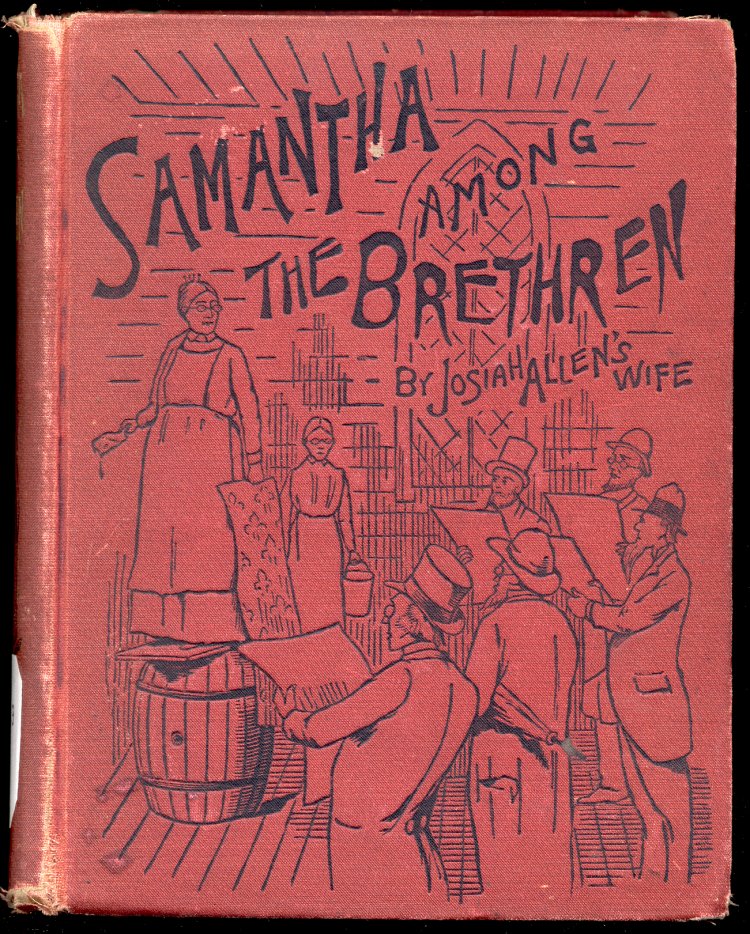 SAMANTHA
AMONG
THE BRETHREN
BY JOSIAH ALLEN'S WIFE